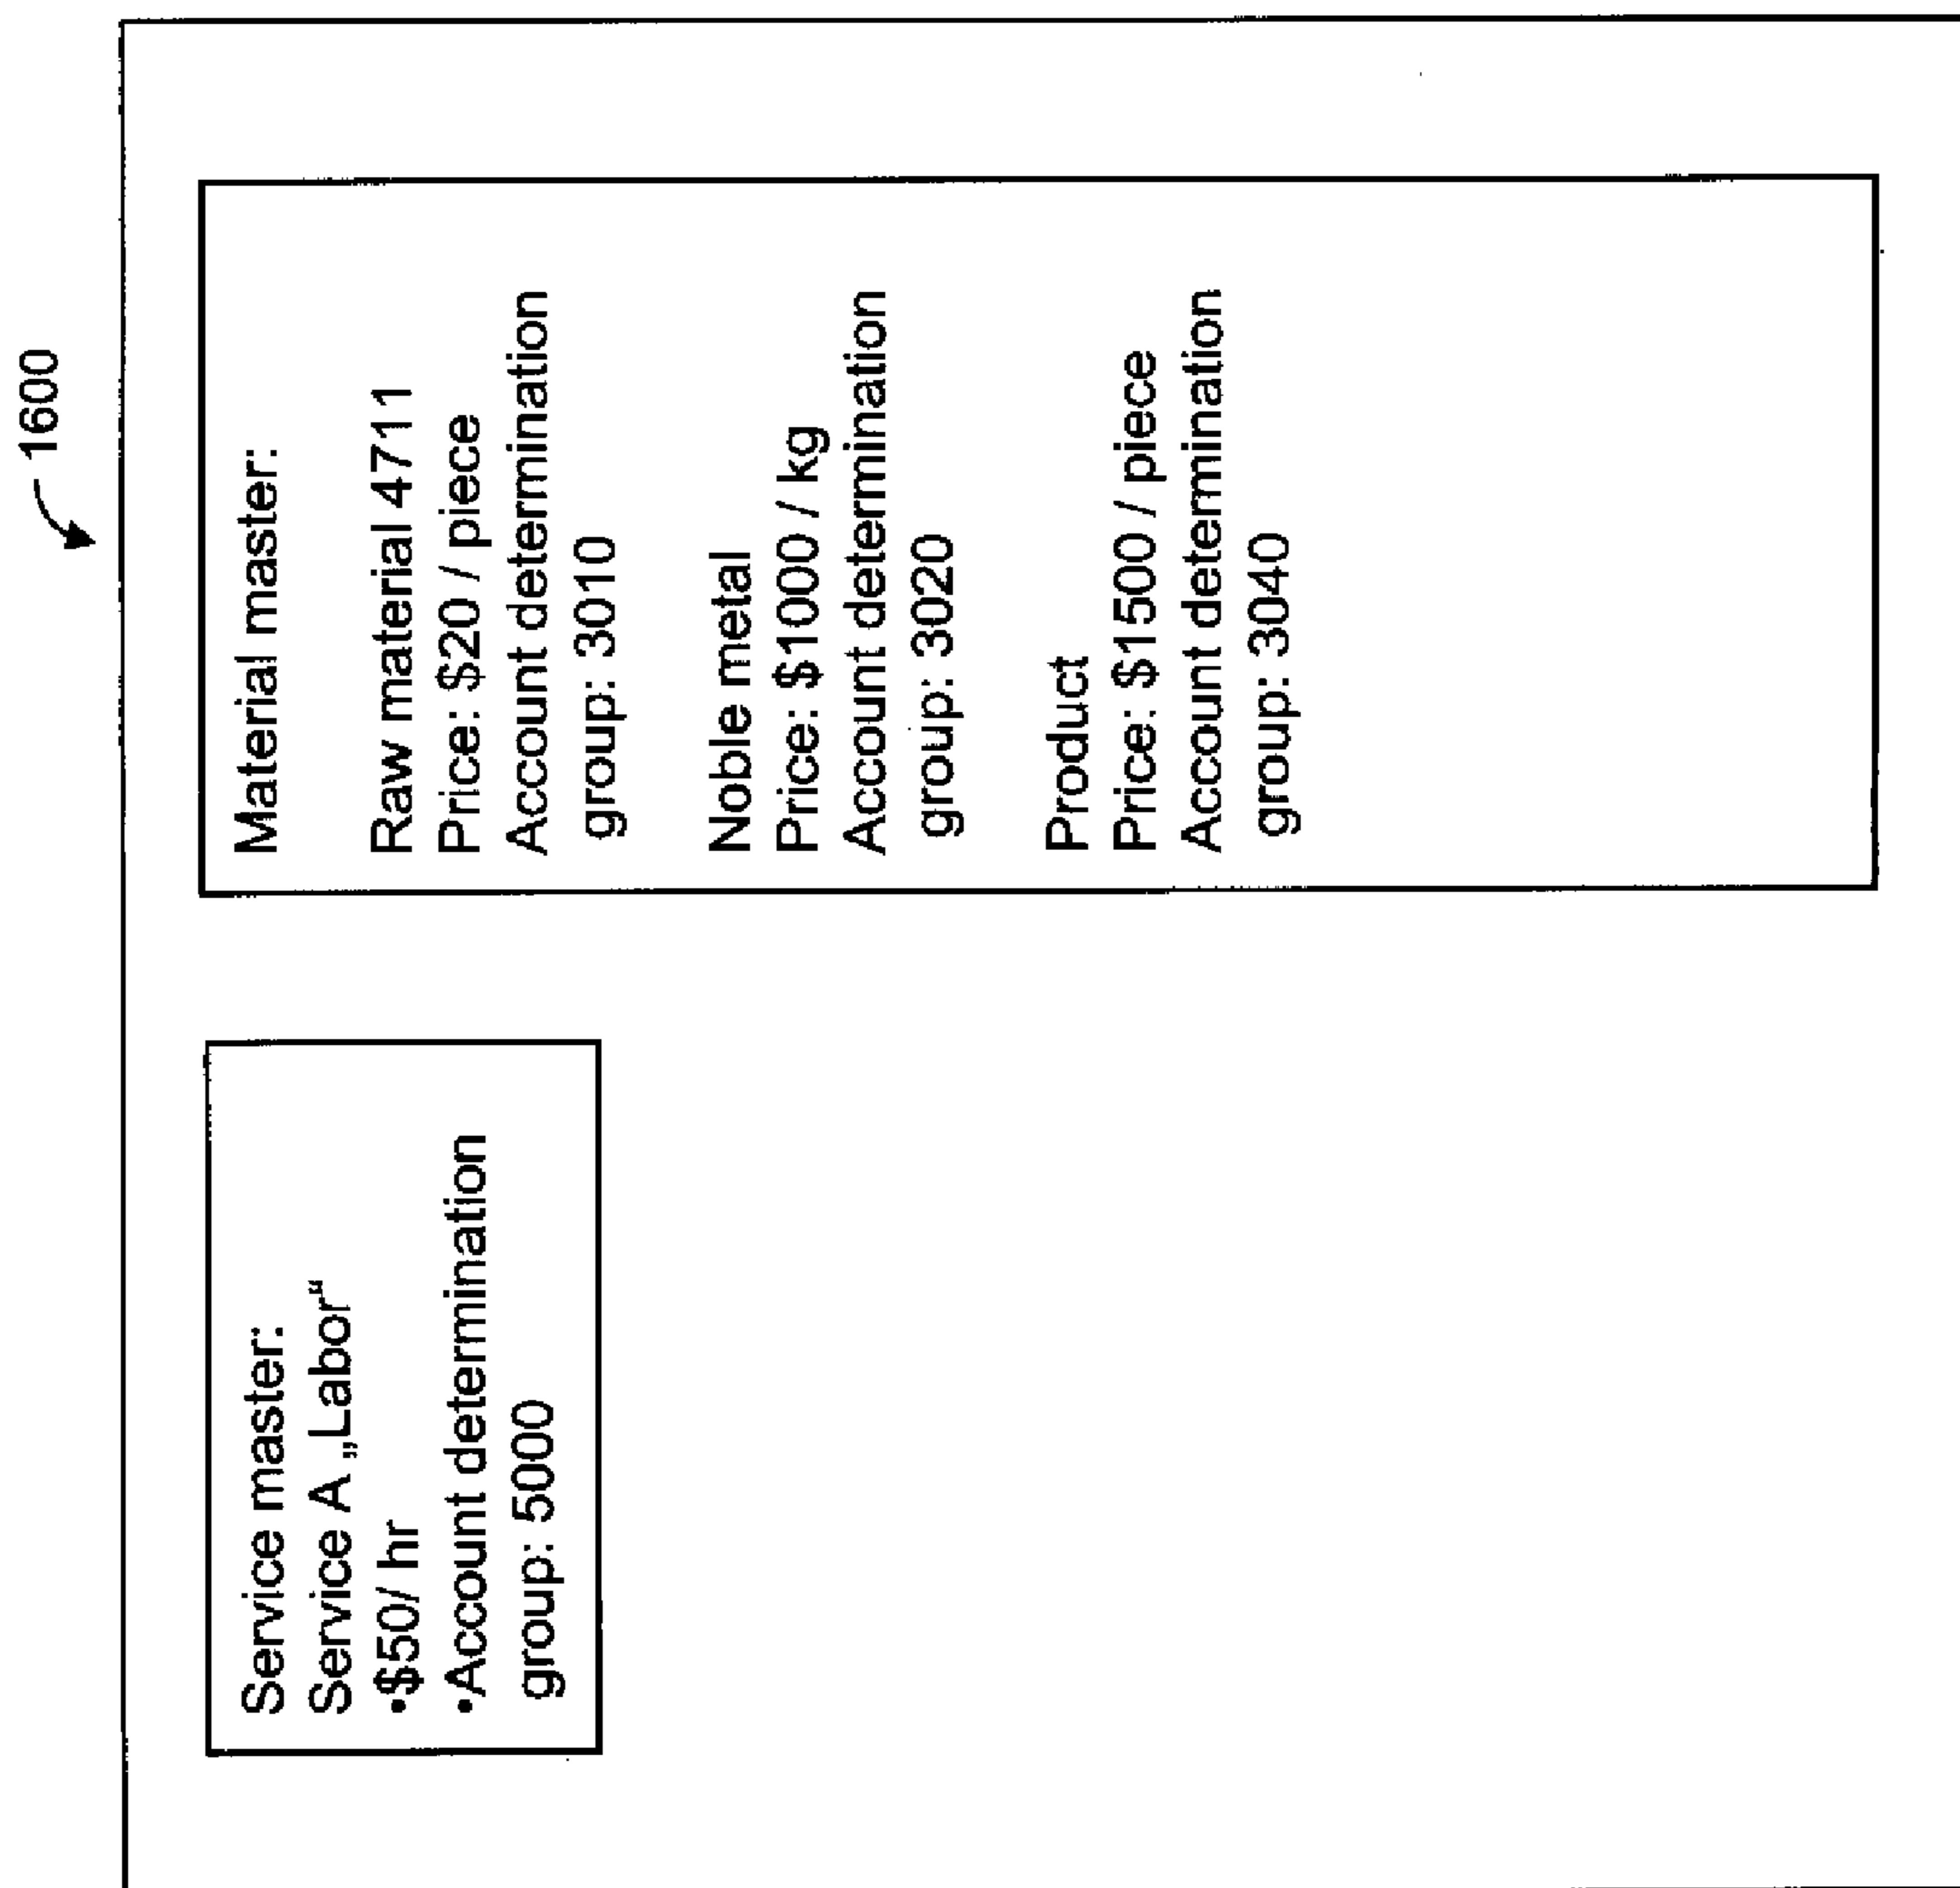 1600
Service master:
Service A „Labor“
•$50/ hr
•Account determination
group: 5000
Material master:
Raw material 4711
Price: $20 / piece
Account determination
group: 3010
Noble metal
Price: $1000 / kg
Account determination
group: 3020
Product
Price: $1500 / piece
Account determination
group: 3040